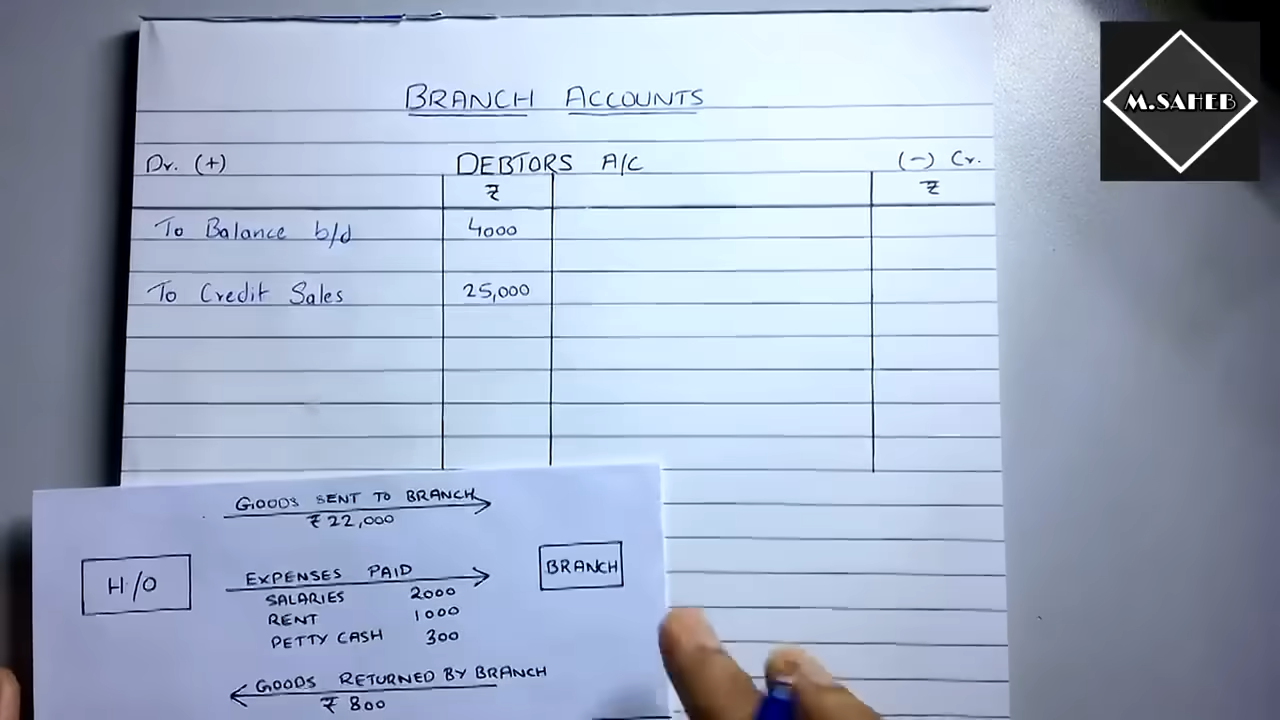 M.SAHEB
BRANCH ACCOUNTS
Dr. (+) DEBTORS A/C (-) Cr.
₹ ₹
To Balance b/d 4000
To Credit Sales 25,000
GOODS SENT TO BRANCH
₹ 22,000
H/O
BRANCH
EXPENSES PAID
SALARIES 2000
RENT 1000
PETTY CASH 300
GOODS RETURNED BY BRANCH
₹ 800